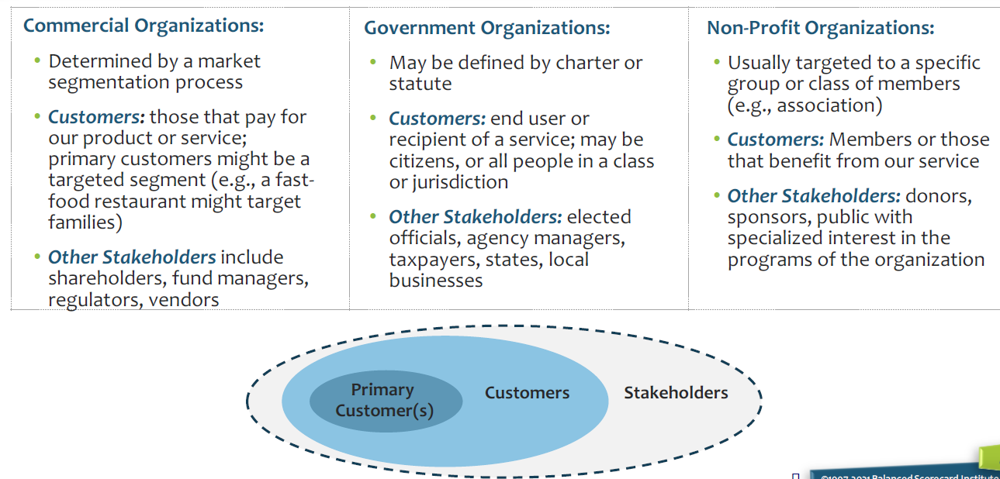 Commercial Organizations:
• Determined by a market
segmentation process
• Customers: those that pay for
our product or service;
primary customers might be a
targeted segment (e.g., a fast-
food restaurant might target
families)
• Other Stakeholders include
shareholders, fund managers,
regulators, vendors
Government Organizations:
• May be defined by charter or
statute
• Customers: end user or
recipient of a service; may be
citizens, or all people in a class
or jurisdiction
• Other Stakeholders: elected
officials, agency managers,
taxpayers, states, local
businesses
Non-Profit Organizations:
• Usually targeted to a specific
group or class of members
(e.g., association)
• Customers: Members or those
that benefit from our service
• Other Stakeholders: donors,
sponsors, public with
specialized interest in the
programs of the organization
Primary
Customer(s)
Customers
Stakeholders
©1997-2021 Balanced Scorecard Institute